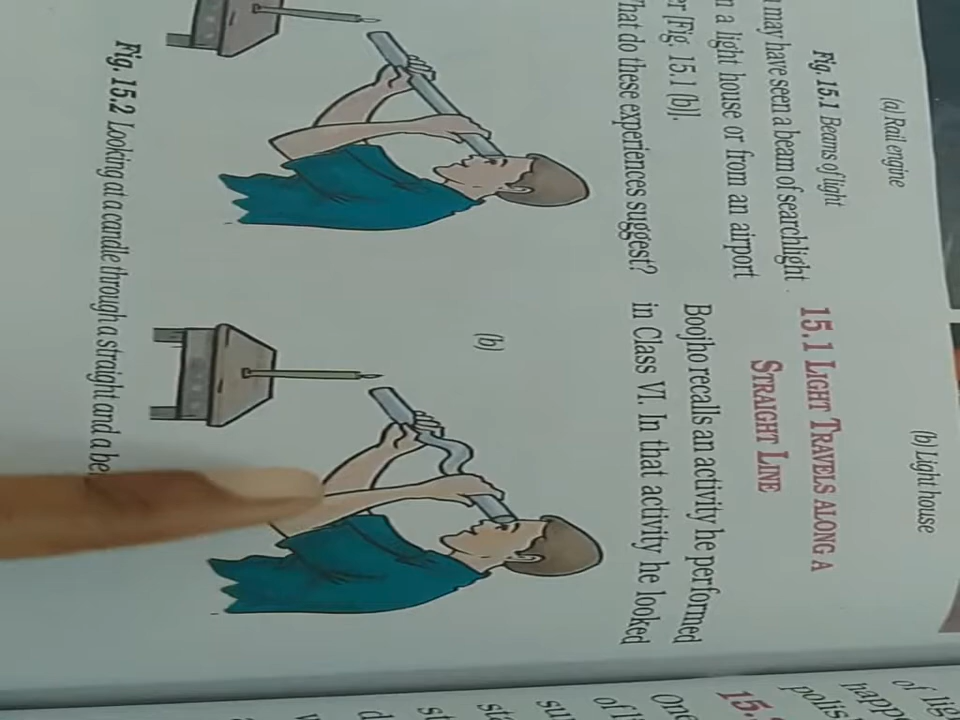 (a) Rail engine
(b) Light house
Fig. 15.1 Beams of light
may have seen a beam of searchlight
a light house or from an airport
[Fig. 15.1 (b)].
What do these experiences suggest?
15.1 LIGHT TRAVELS ALONG A
STRAIGHT LINE
Boojho recalls an activity he performed
in Class VI. In that activity he looked
(b)
Fig. 15.2 Looking at a candle through a straight and a